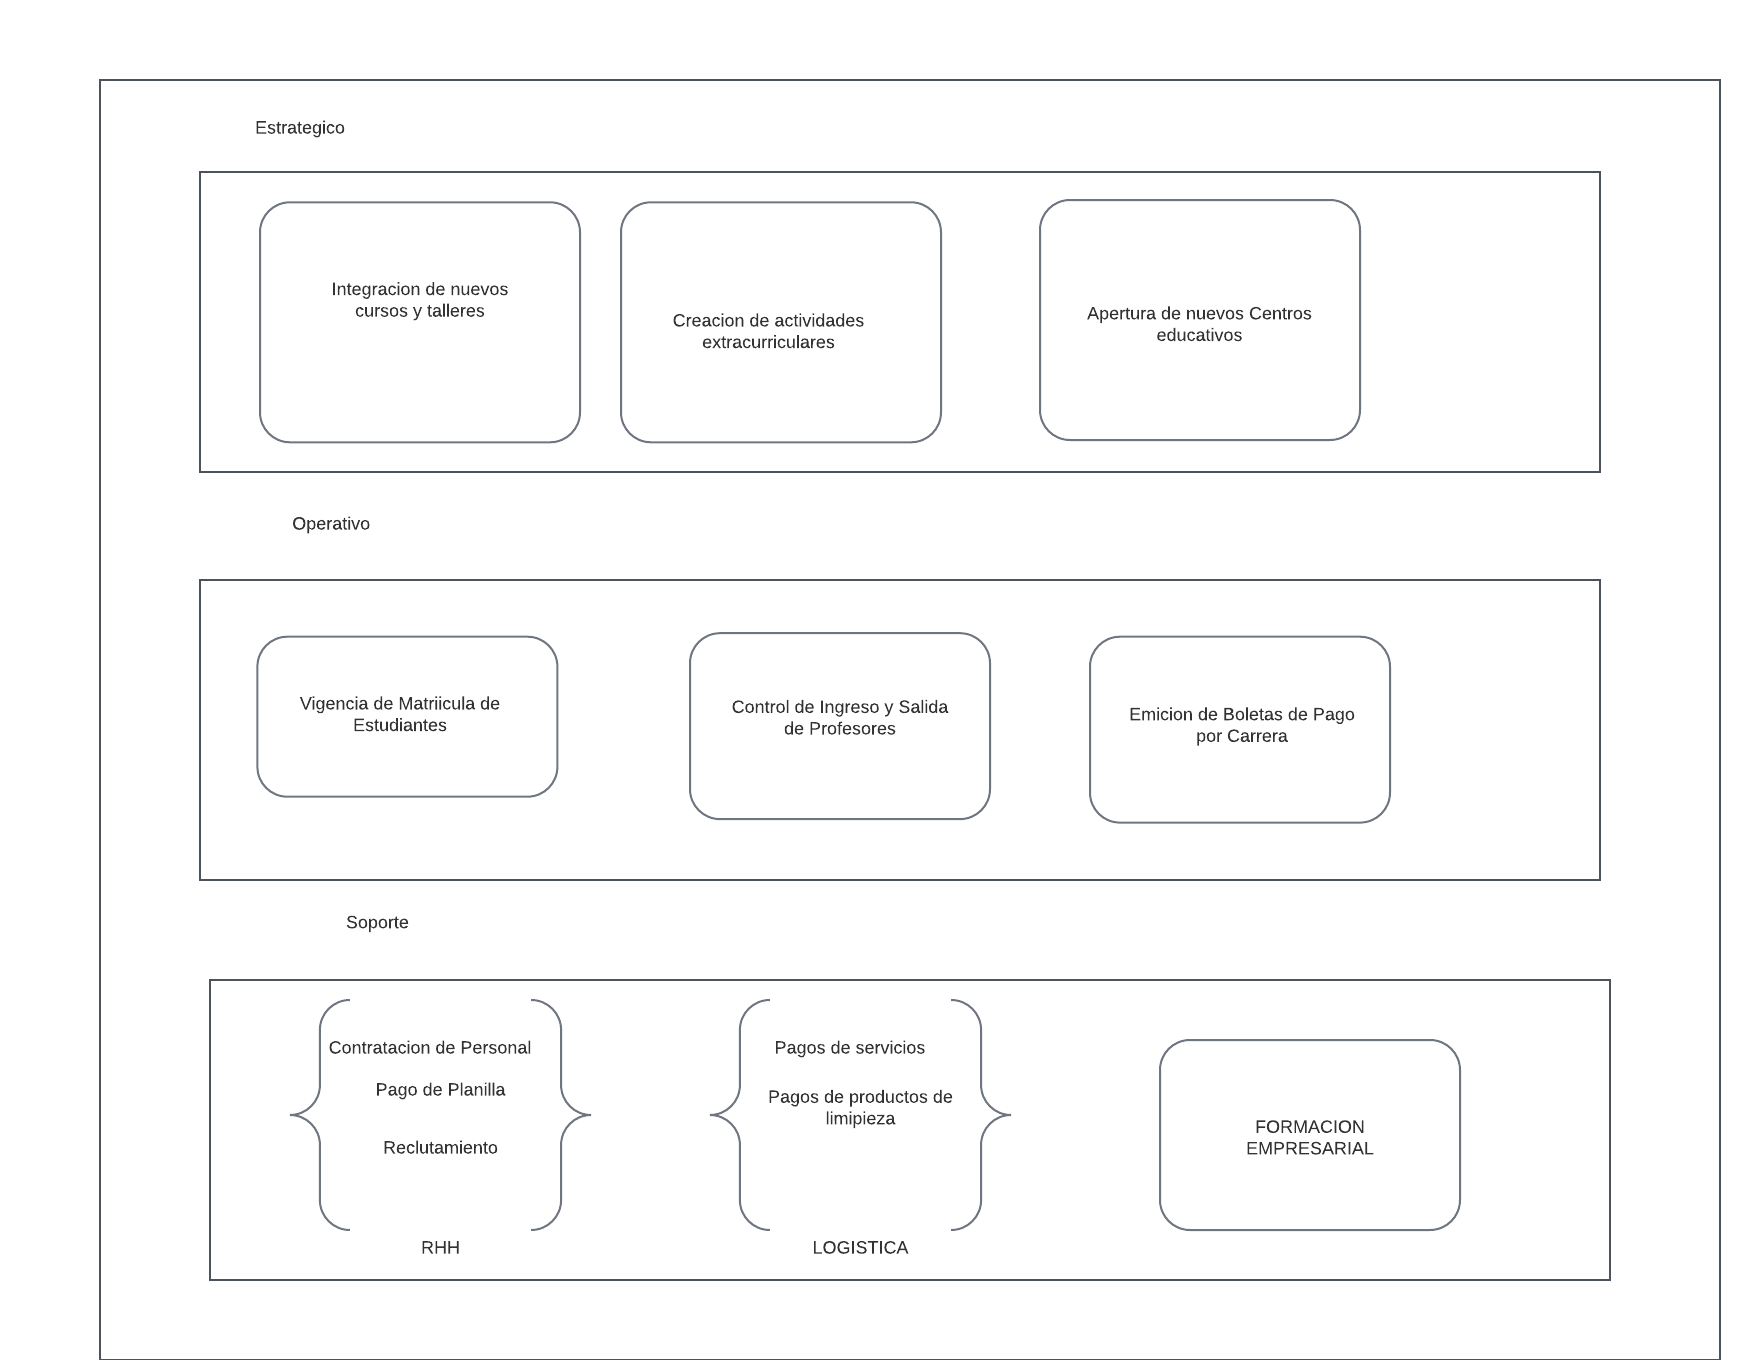 Estrategico
Integracion de nuevos
cursos y talleres
Creacion de actividades
extracurriculares
Apertura de nuevos Centros
educativos
Operativo
Vigencia de Matriicula de
Estudiantes
Control de Ingreso y Salida
de Profesores
Emicion de Boletas de Pago
por Carrera
Soporte
Contratacion de Personal
Pago de Planilla
Reclutamiento
RHH
Pagos de servicios
Pagos de productos de
limipieza
LOGISTICA
FORMACION
EMPRESARIAL